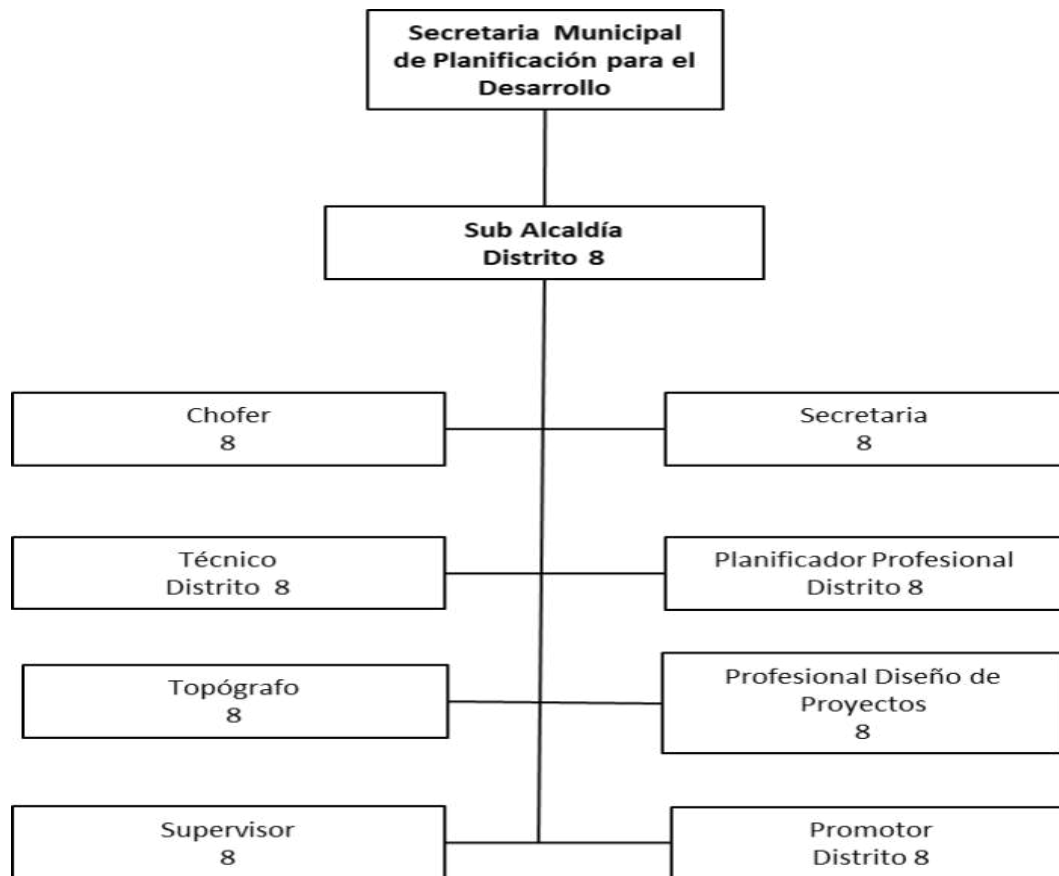 Secretaria Municipal
de Planificación para el
Desarrollo
Sub Alcaldía
Distrito 8
Chofer
8
Secretaria
8
Técnico
Distrito 8
Planificador Profesional
Distrito 8
Topógrafo
8
Profesional Diseño de
Proyectos
8
Supervisor
8
Promotor
Distrito 8